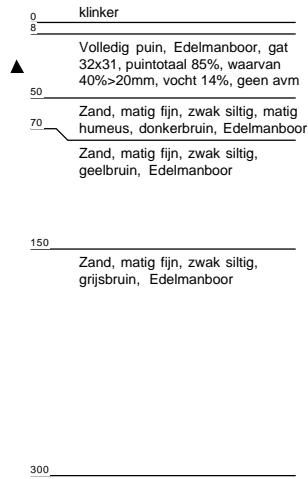 0 klinker
8
Volledig puin, Edelmanboor, gat
32x31, puintotaal 85%, waarvan
40%>20mm, vocht 14%, geen avm
50
Zand, matig fijn, zwak siltig, matig
humeus, donkerbruin, Edelmanboor
70
Zand, matig fijn, zwak siltig,
geelbruin, Edelmanboor
150
Zand, matig fijn, zwak siltig,
grijsbruin, Edelmanboor
300